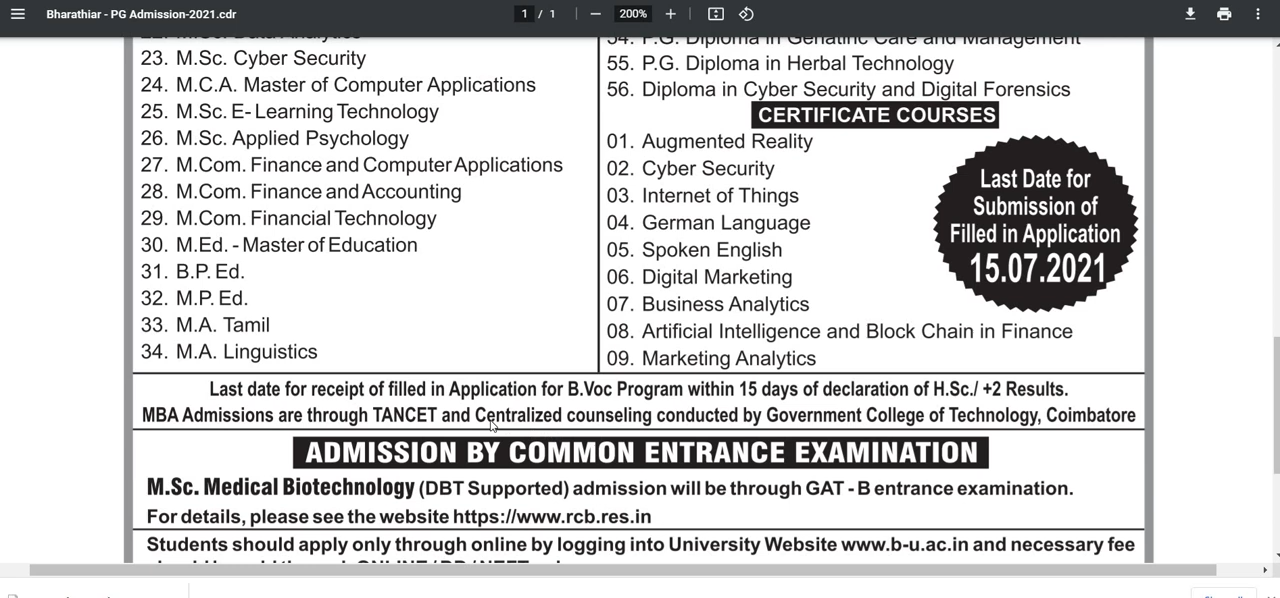 Bharathiar - PG Admission-2021.cdr
1 / 1
200%
23. M.Sc. Cyber Security
24. M.C.A. Master of Computer Applications
25. M.Sc. E- Learning Technology
26. M.Sc. Applied Psychology
27. M.Com. Finance and Computer Applications
28. M.Com. Finance and Accounting
29. M.Com. Financial Technology
30. M.Ed. - Master of Education
31. B.P. Ed.
32. M.P. Ed.
33. M.A. Tamil
34. M.A. Linguistics
54. P.G. Diploma in Geriatric Care and Management
55. P.G. Diploma in Herbal Technology
56. Diploma in Cyber Security and Digital Forensics
CERTIFICATE COURSES
01. Augmented Reality
02. Cyber Security
03. Internet of Things
04. German Language
05. Spoken English
06. Digital Marketing
07. Business Analytics
08. Artificial Intelligence and Block Chain in Finance
09. Marketing Analytics
Last Date for
Submission of
Filled in Application
15.07.2021
Last date for receipt of filled in Application for B.Voc Program within 15 days of declaration of H.Sc./ +2 Results.
MBA Admissions are through TANCET and Centralized counseling conducted by Government College of Technology, Coimbatore
ADMISSION BY COMMON ENTRANCE EXAMINATION
M.Sc. Medical Biotechnology (DBT Supported) admission will be through GAT - B entrance examination.
For details, please see the website https://www.rcb.res.in
Students should apply only through online by logging into University Website www.b-u.ac.in and necessary fee